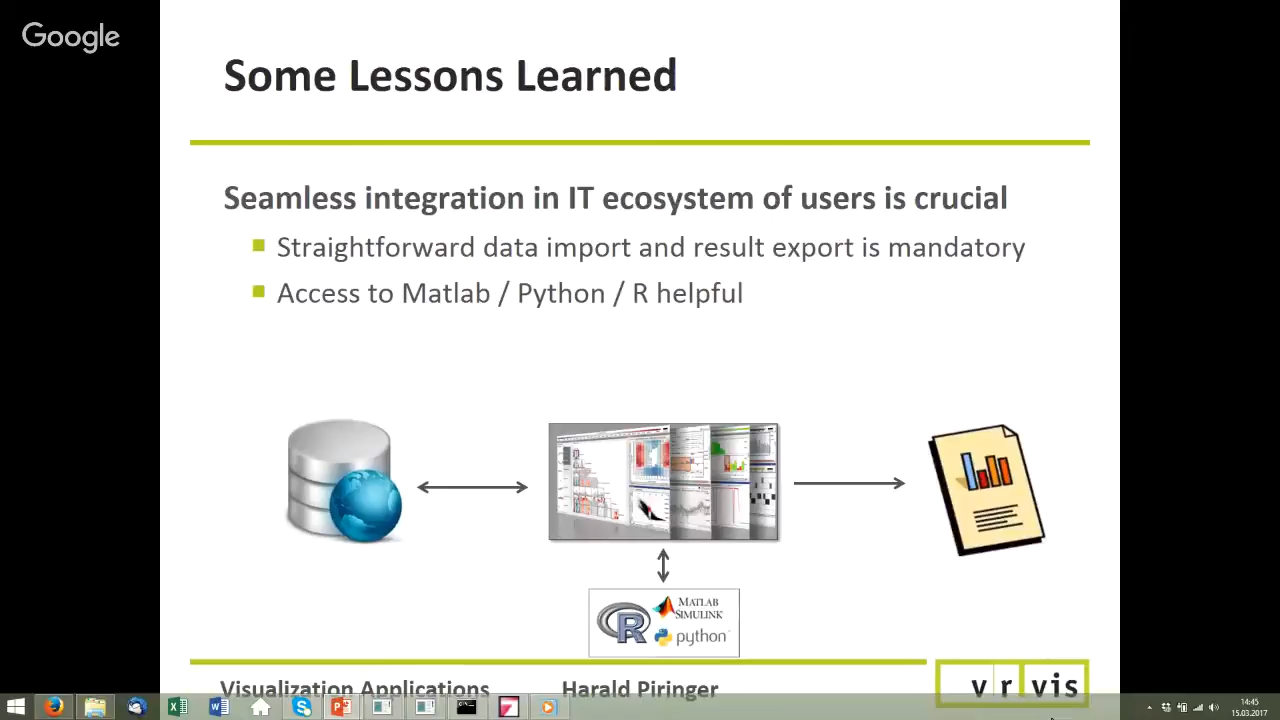 Google
Some Lessons Learned
Seamless integration in IT ecosystem of users is crucial
Straightforward data import and result export is mandatory
Access to Matlab / Python / R helpful
R
MATLAB
SIMULINK
python
Visualization Applications
Harald Piringer
vrvis
14:45
15.03.2017